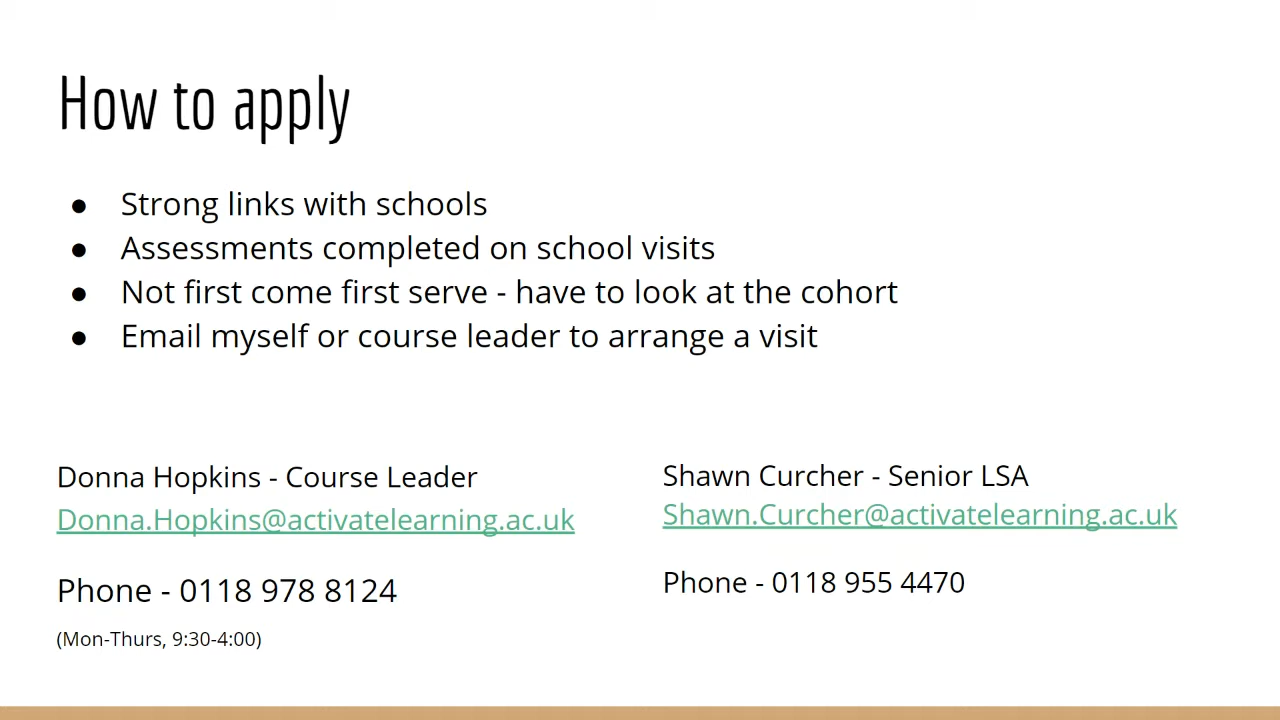 How to apply
● Strong links with schools
● Assessments completed on school visits
● Not first come first serve - have to look at the cohort
● Email myself or course leader to arrange a visit
Donna Hopkins - Course Leader
Donna.Hopkins@activatelearning.ac.uk
Phone - 0118 978 8124
(Mon-Thurs, 9:30-4:00)
Shawn Curcher - Senior LSA
Shawn.Curcher@activatelearning.ac.uk
Phone - 0118 955 4470